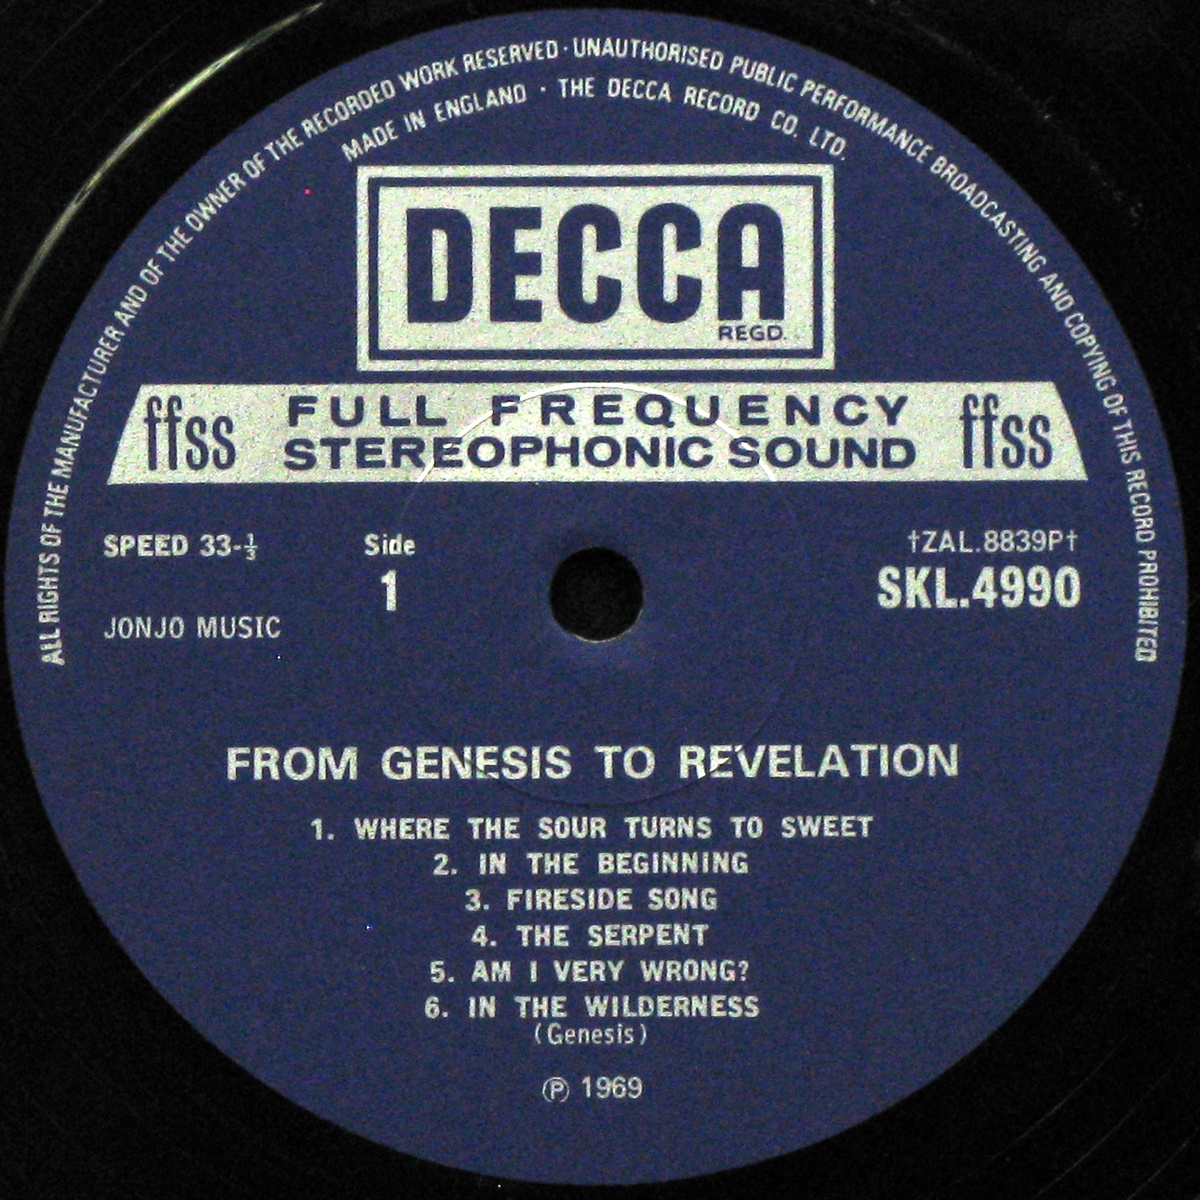 ALL RIGHTS OF THE MANUFACTURER AND OF THE OWNER OF THE RECORDED WORK RESERVED · UNAUTHORISED PUBLIC PERFORMANCE BROADCASTING AND COPYING OF THIS RECORD PROHIBITED
MADE IN ENGLAND · THE DECCA RECORD CO. LTD.
DECCA
REGD.
ffss FULL FREQUENCY STEREOPHONIC SOUND ffss
SPEED 33-⅓ Side †ZAL.8839P†
1 SKL.4990
JONJO MUSIC
FROM GENESIS TO REVELATION
1. WHERE THE SOUR TURNS TO SWEET
2. IN THE BEGINNING
3. FIRESIDE SONG
4. THE SERPENT
5. AM I VERY WRONG?
6. IN THE WILDERNESS
(Genesis)
℗ 1969